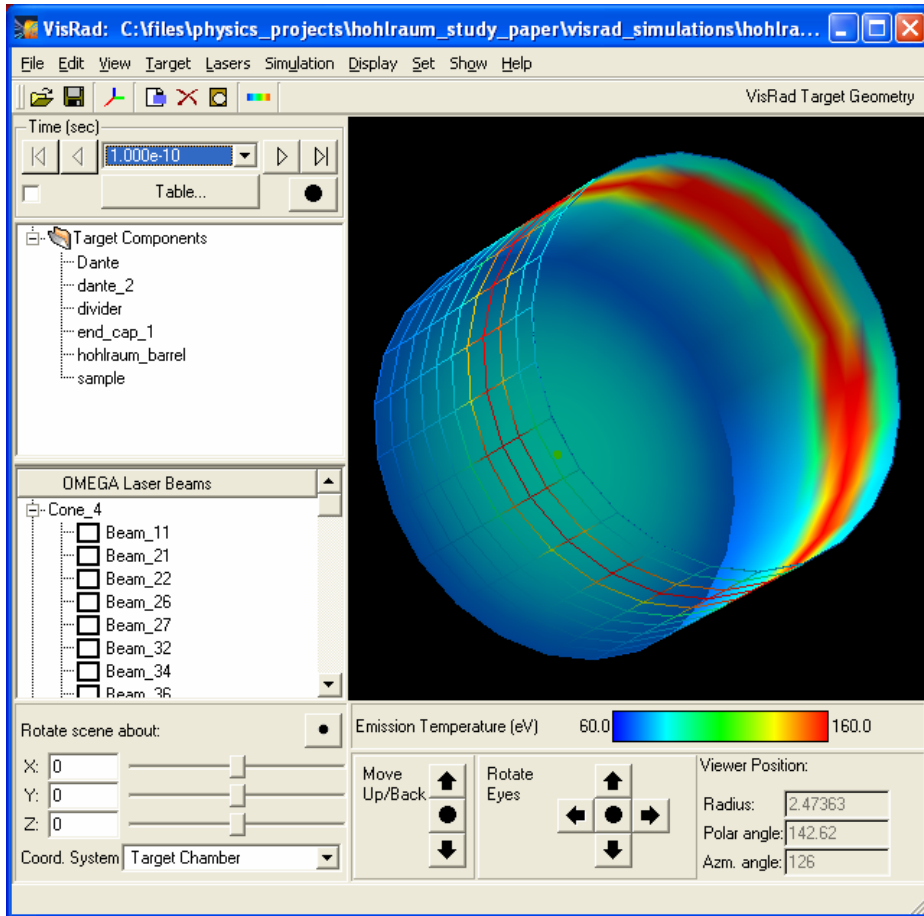 VisRad: C:\files\physics_projects\hohlraum_study_paper\visrad_simulations\hohlra...
File Edit View Target Lasers Simulation Display Set Show Help
VisRad Target Geometry
Time (sec)
1.000e-10
Table...
Target Components
Dante
dante_2
divider
end_cap_1
hohlraum_barrel
sample
OMEGA Laser Beams
Cone_4
Beam_11
Beam_21
Beam_22
Beam_26
Beam_27
Beam_32
Beam_34
Beam_36
Rotate scene about:
X: 0
Y: 0
Z: 0
Coord. System Target Chamber
Emission Temperature (eV) 60.0 160.0
Move
Up/Back
Rotate
Eyes
Viewer Position:
Radius: 2.47363
Polar angle: 142.62
Azm. angle: 126